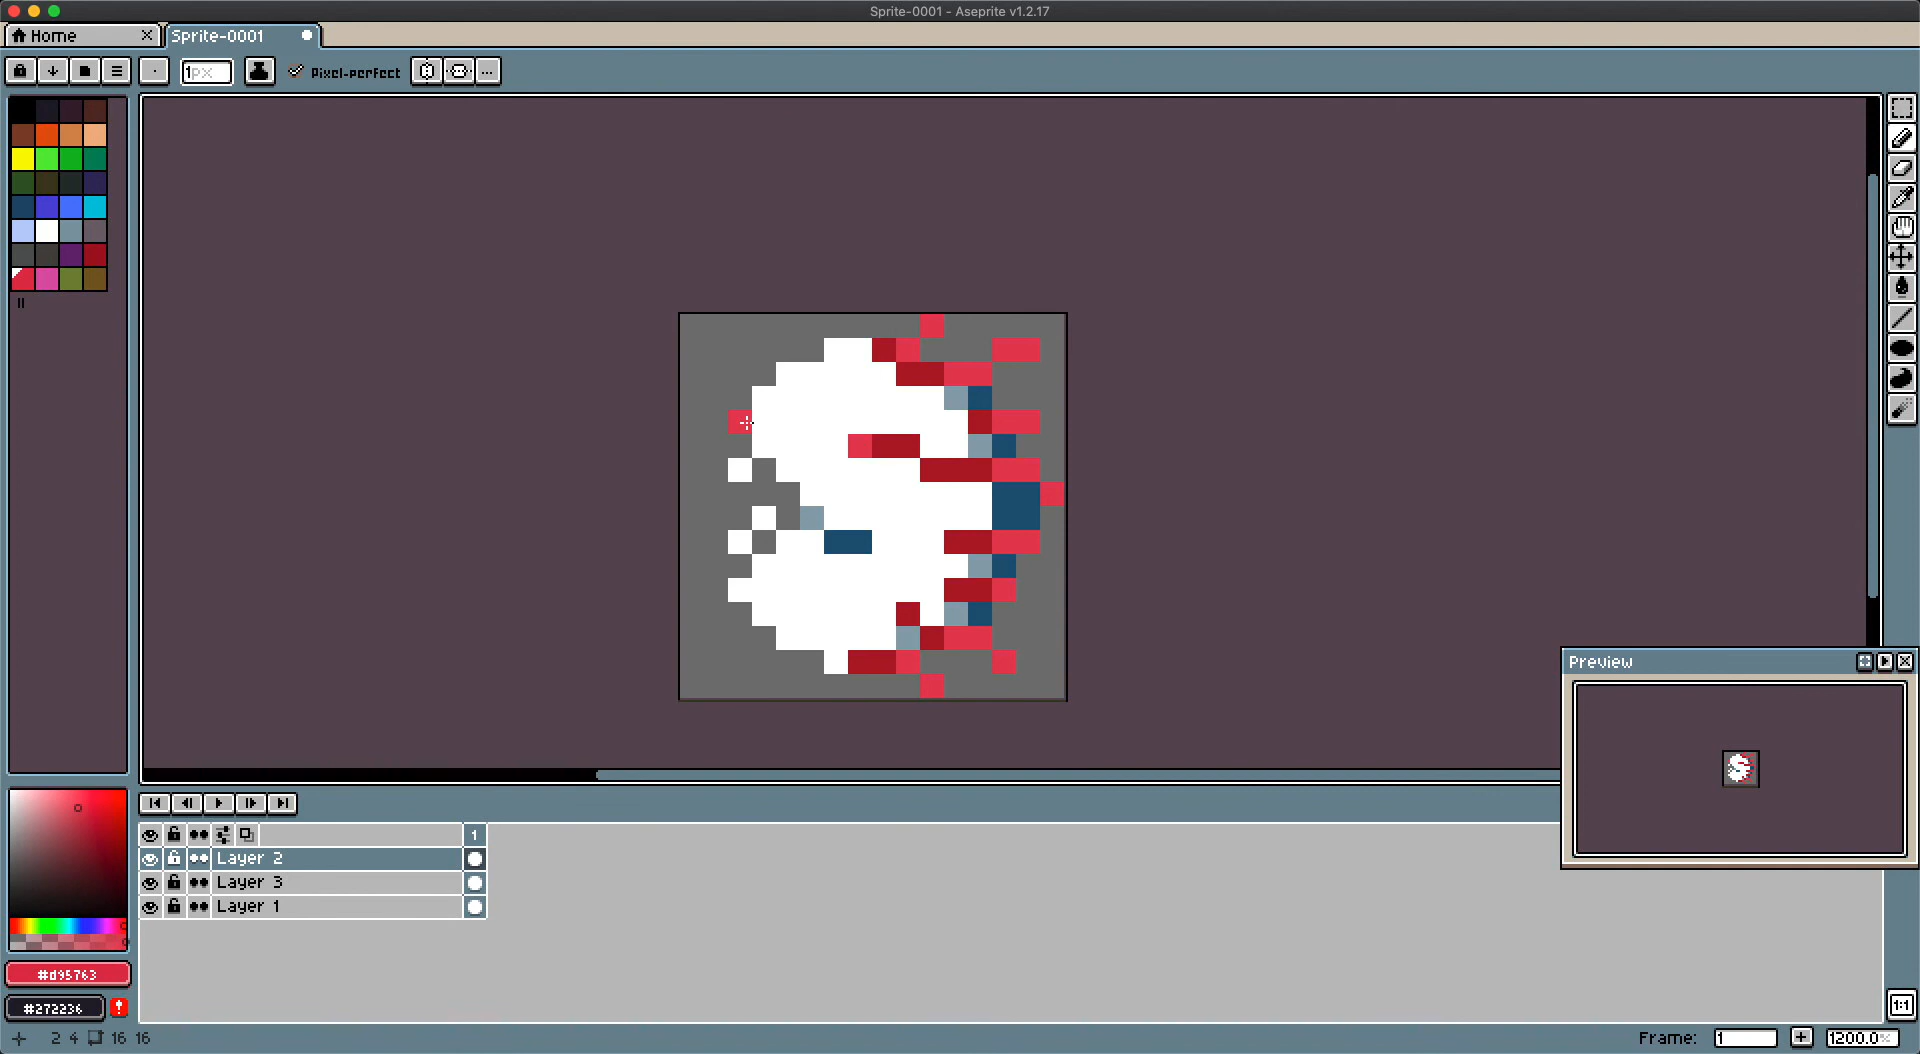 Sprite-0001 - Aseprite v1.2.17
Home
Sprite-0001
1px
Pixel-perfect
...
Preview
1
Layer 2
Layer 3
Layer 1
#d95763
#272236
!
1:1
2 4 16 16
Frame: 1 + 1200.0%